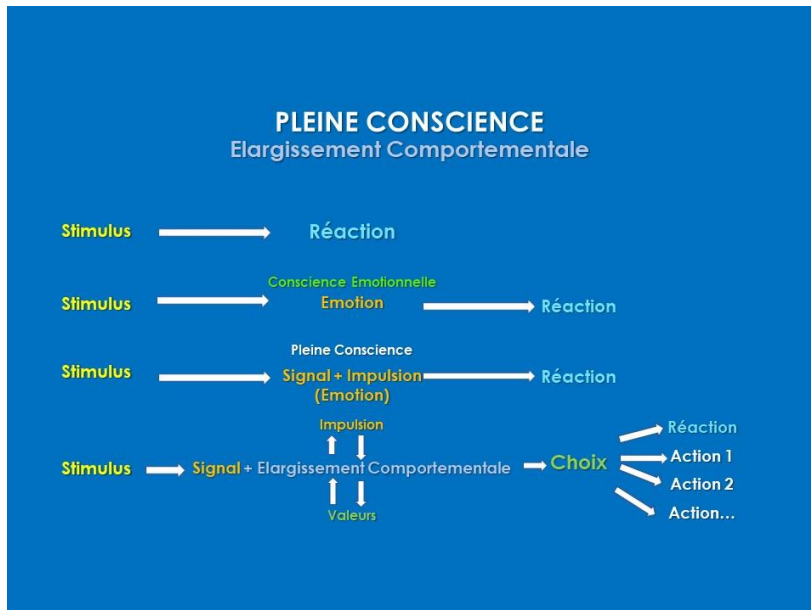 PLEINE CONSCIENCE
Elargissement Comportementale
Stimulus Réaction
Conscience Emotionnelle
Stimulus Emotion Réaction
Pleine Conscience
Stimulus Signal + Impulsion Réaction
(Emotion)
Impulsion
Réaction
Stimulus Signal + Elargissement Comportementale Choix Action 1
Action 2
Valeurs Action...